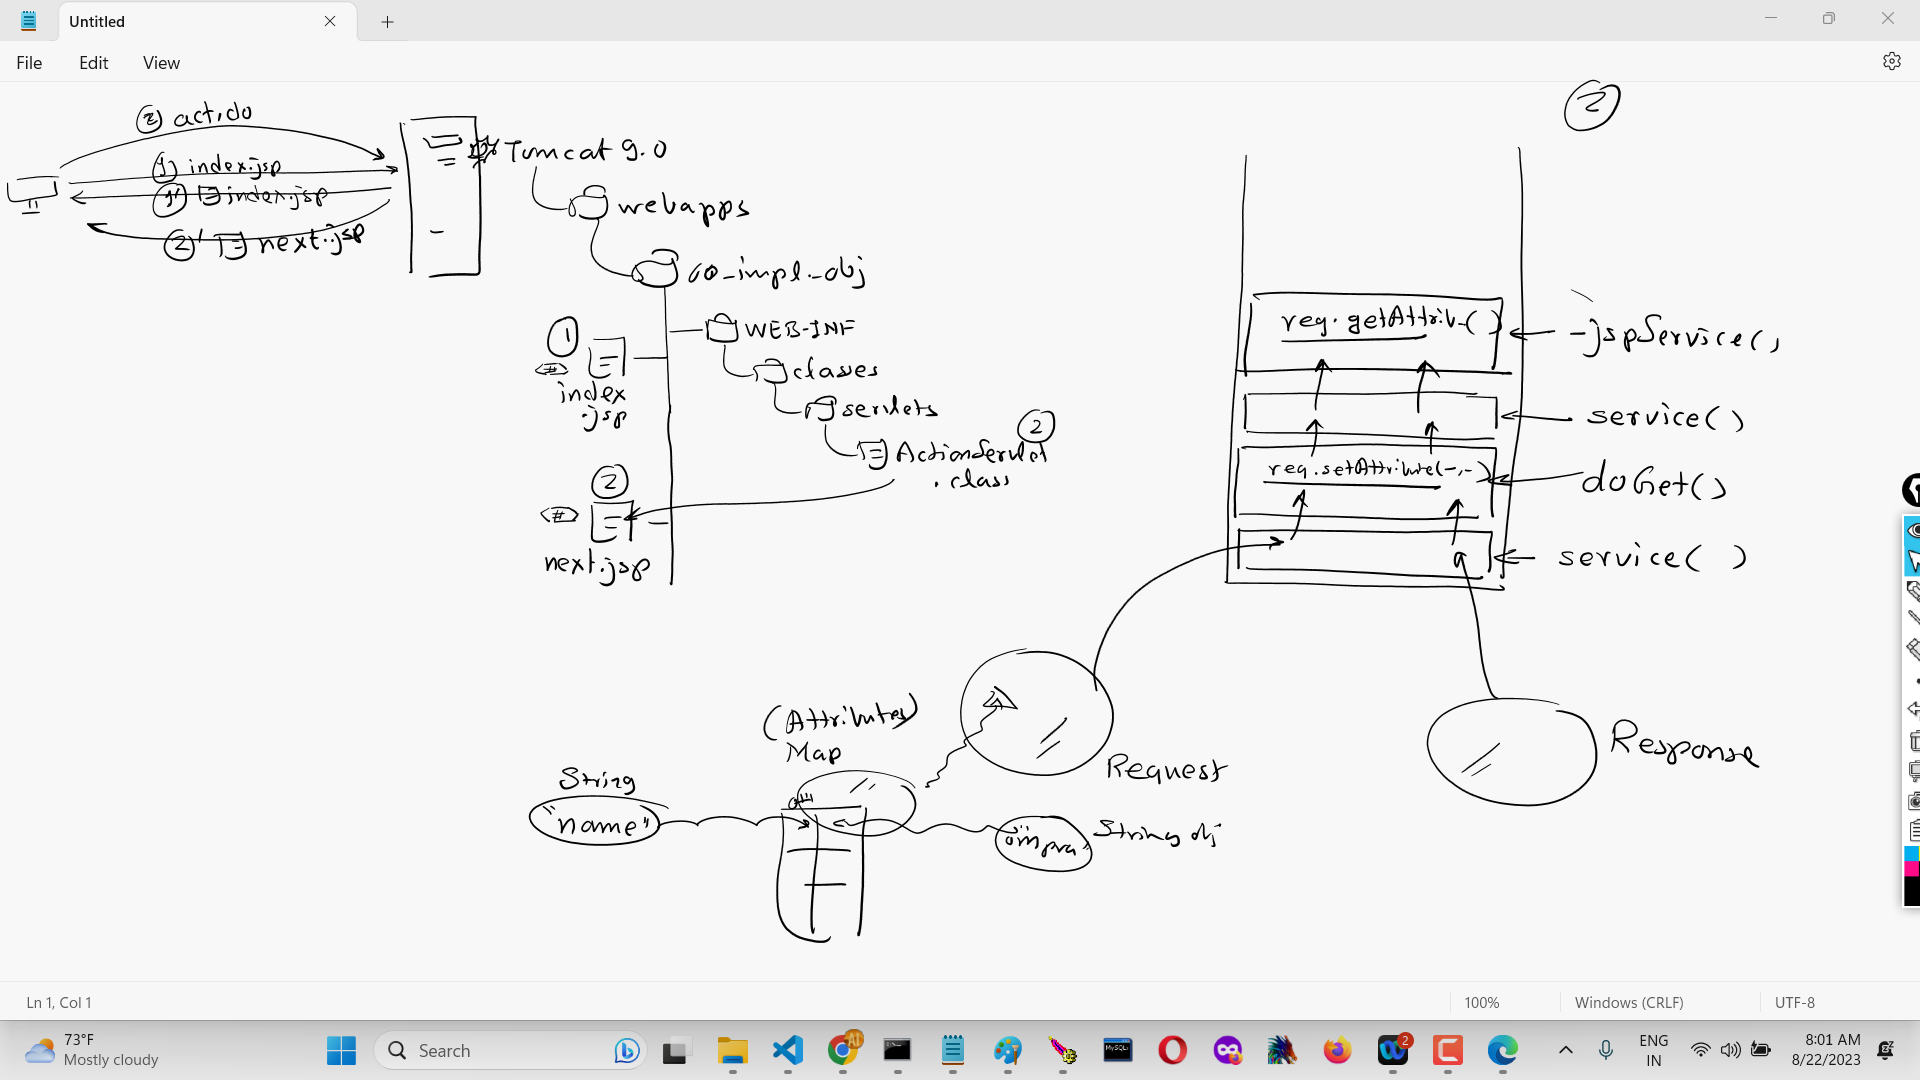 Untitled
File Edit View
② act.do
① index.jsp
①' index.jsp
②' next.jsp
Tomcat 9.0
webapps
WEB-INF
classes
servlets
ActionServlet
.class
②
①
#
index
.jsp
②
#
next.jsp
②
req.getAttrib-( )
-jspService()
service()
req.setAttribute(-,-)
doGet()
service( )
Request
Response
(Attributes)
Map
String
"name"
String obj
Ln 1, Col 1
100%
Windows (CRLF)
UTF-8
73°F
Mostly cloudy
Search
MySQL
2
ENG
IN
8:01 AM
8/22/2023